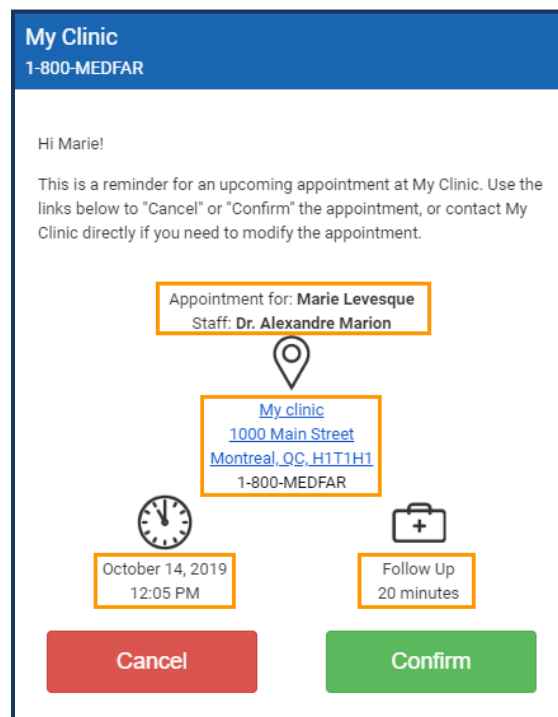 My Clinic
1-800-MEDFAR
Hi Marie!
This is a reminder for an upcoming appointment at My Clinic. Use the
links below to "Cancel" or "Confirm" the appointment, or contact My
Clinic directly if you need to modify the appointment.
Appointment for: Marie Levesque
Staff: Dr. Alexandre Marion
My clinic
1000 Main Street
Montreal, QC, H1T1H1
1-800-MEDFAR
October 14, 2019
12:05 PM
Follow Up
20 minutes
Cancel
Confirm